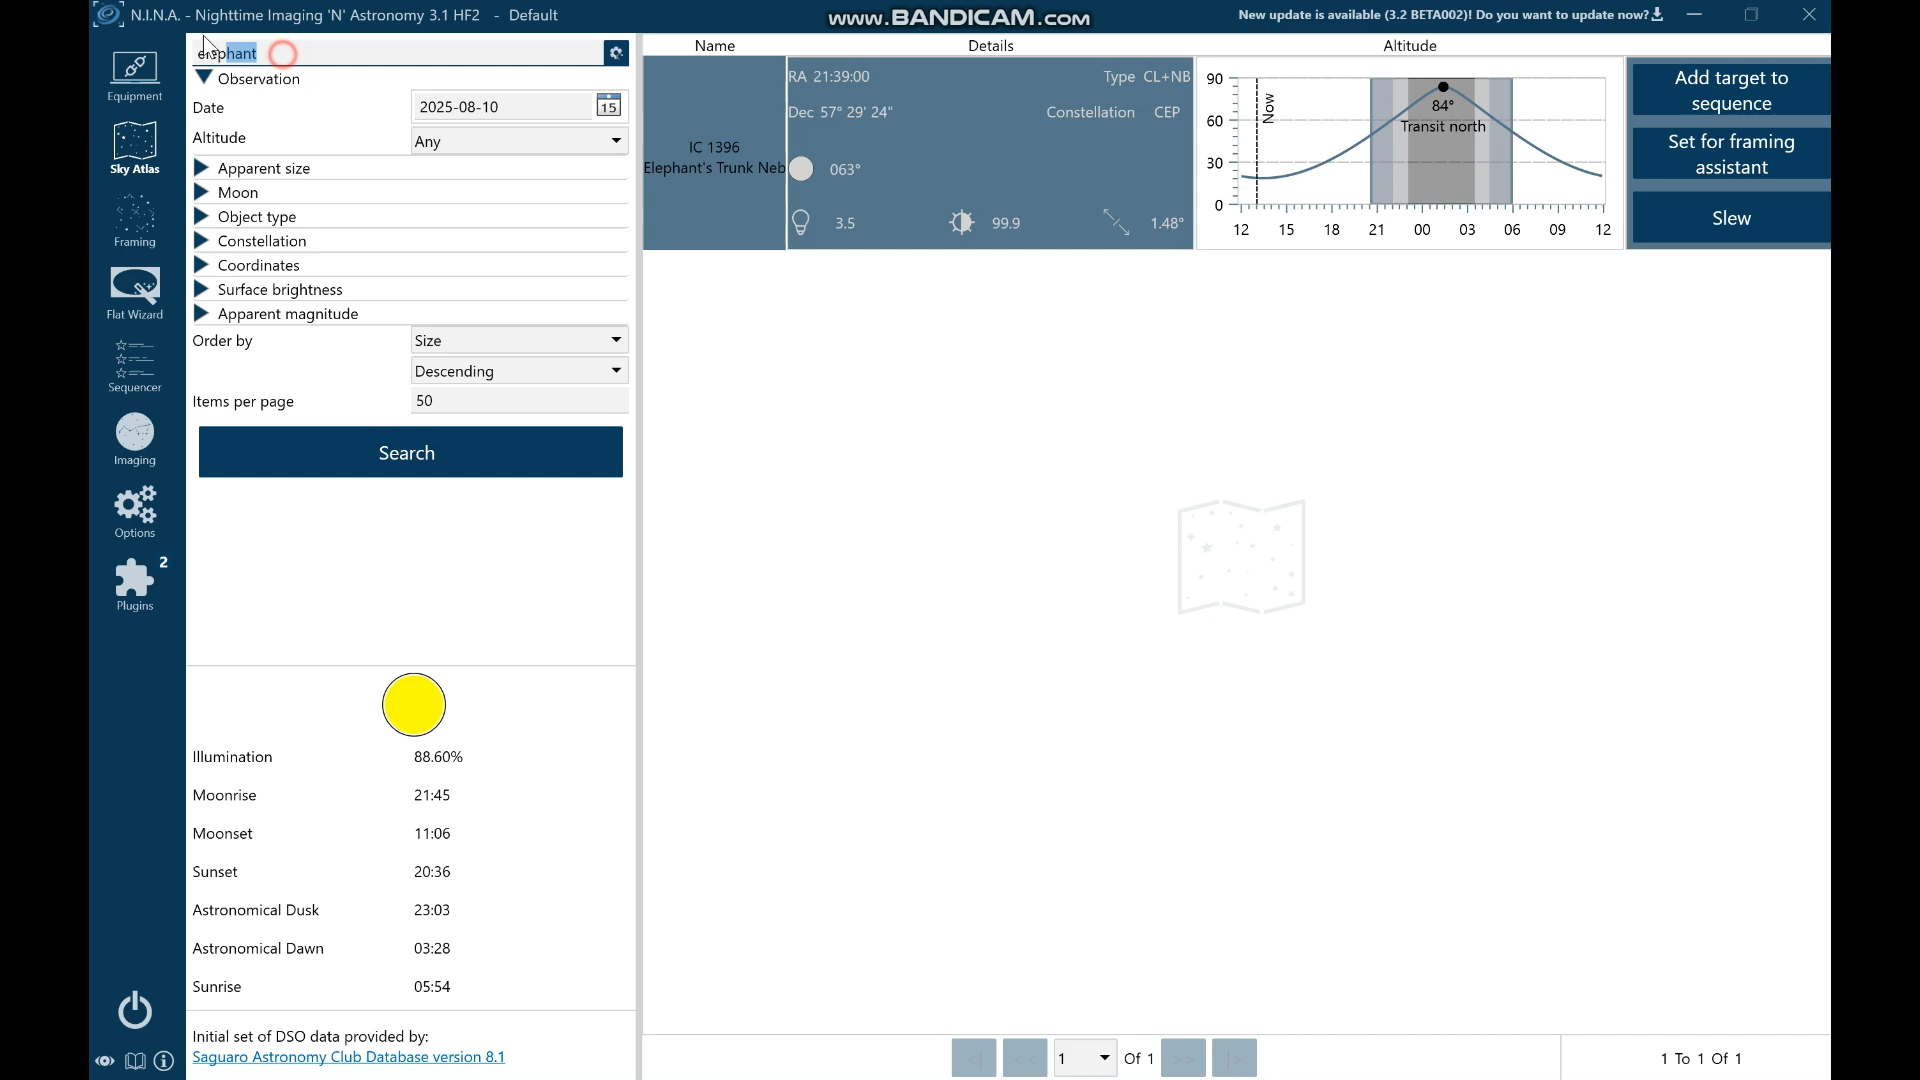 N.I.N.A. - Nighttime Imaging 'N' Astronomy 3.1 HF2 - Default
www.BANDICAM.com
New update is available (3.2 BETA002)! Do you want to update now?
Equipment
Sky Atlas
Framing
Flat Wizard
Sequencer
Imaging
Options
2
Plugins
elephant
Observation
Date 2025-08-10 15
Altitude Any
Apparent size
Moon
Object type
Constellation
Coordinates
Surface brightness
Apparent magnitude
Order by Size
Descending
Items per page 50
Search
Illumination 88.60%
Moonrise 21:45
Moonset 11:06
Sunset 20:36
Astronomical Dusk 23:03
Astronomical Dawn 03:28
Sunrise 05:54
Initial set of DSO data provided by:
Saguaro Astronomy Club Database version 8.1
Name Details Altitude
IC 1396
Elephant's Trunk Neb
RA 21:39:00 Type CL+NB
Dec 57° 29' 24" Constellation CEP
063°
3.5 99.9 1.48°
90
60
30
0
Now
84°
Transit north
12 15 18 21 00 03 06 09 12
Add target to
sequence
Set for framing
assistant
Slew
<| << 1 Of 1 >> |>
1 To 1 Of 1